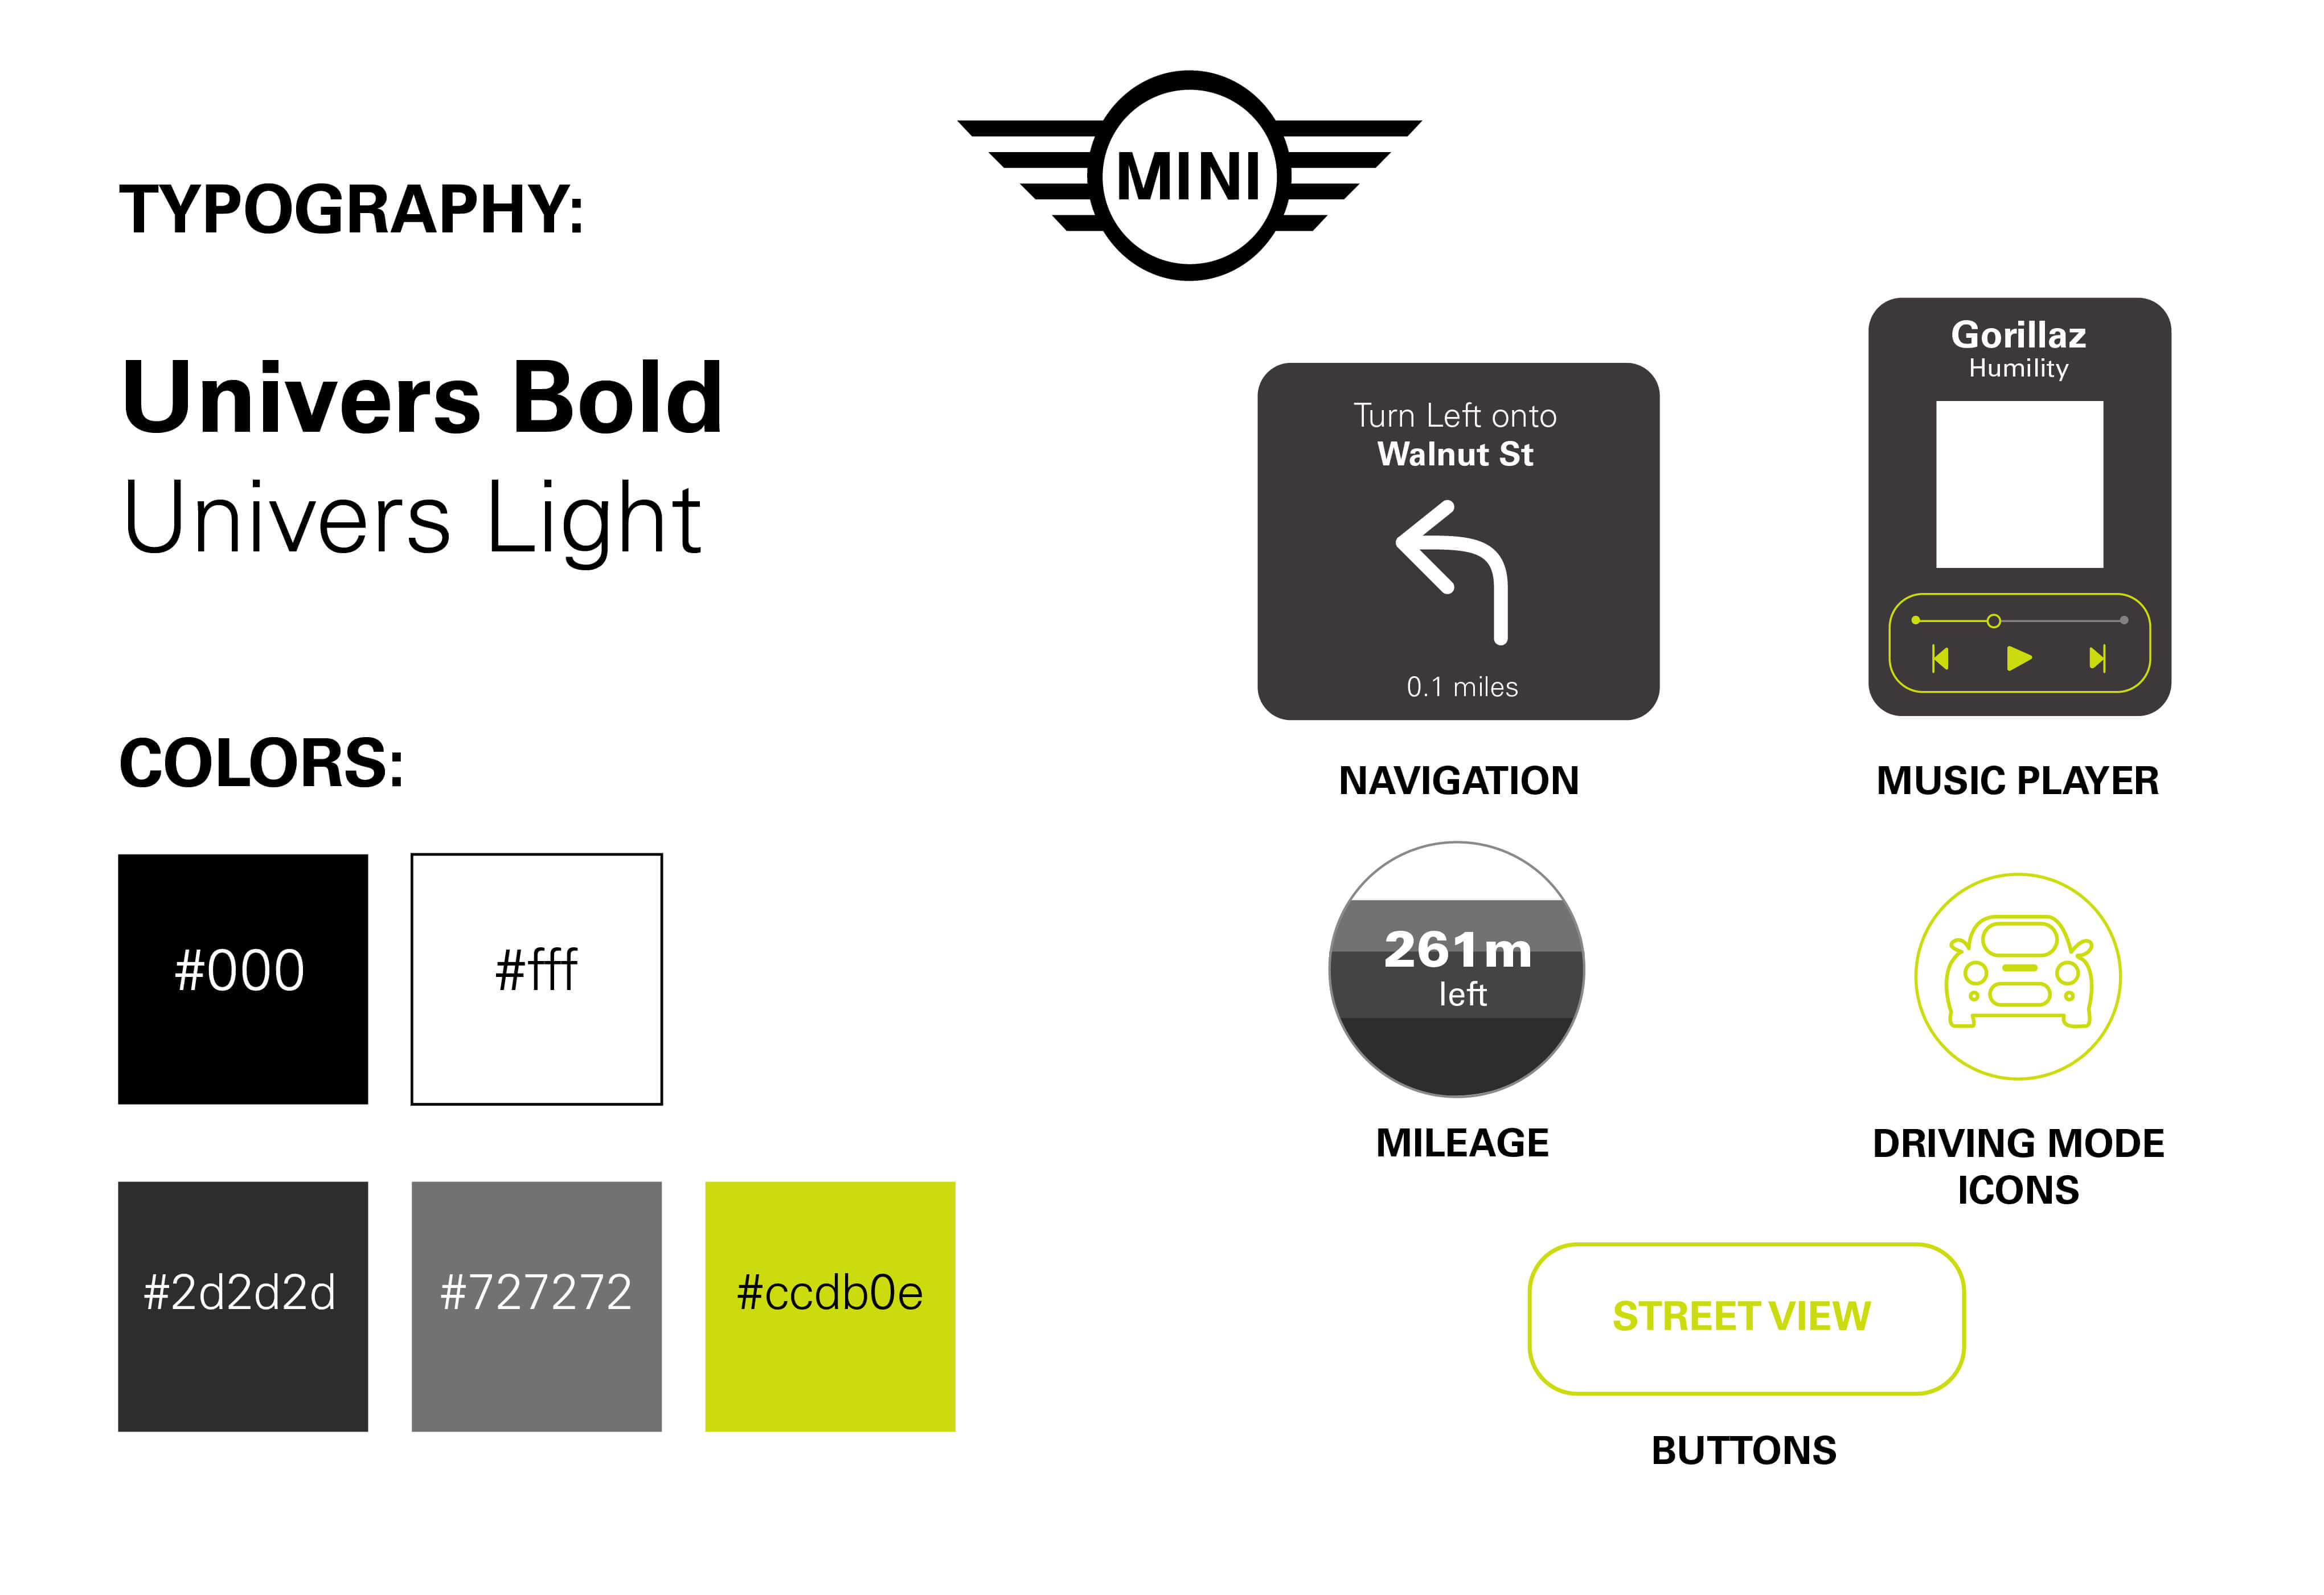 MINI
TYPOGRAPHY:
Univers Bold
Univers Light
COLORS:
#000
#fff
#2d2d2d
#727272
#ccdb0e
Turn Left onto
Walnut St
0.1 miles
NAVIGATION
Gorillaz
Humility
MUSIC PLAYER
261m
left
MILEAGE
DRIVING MODE
ICONS
STREET VIEW
BUTTONS